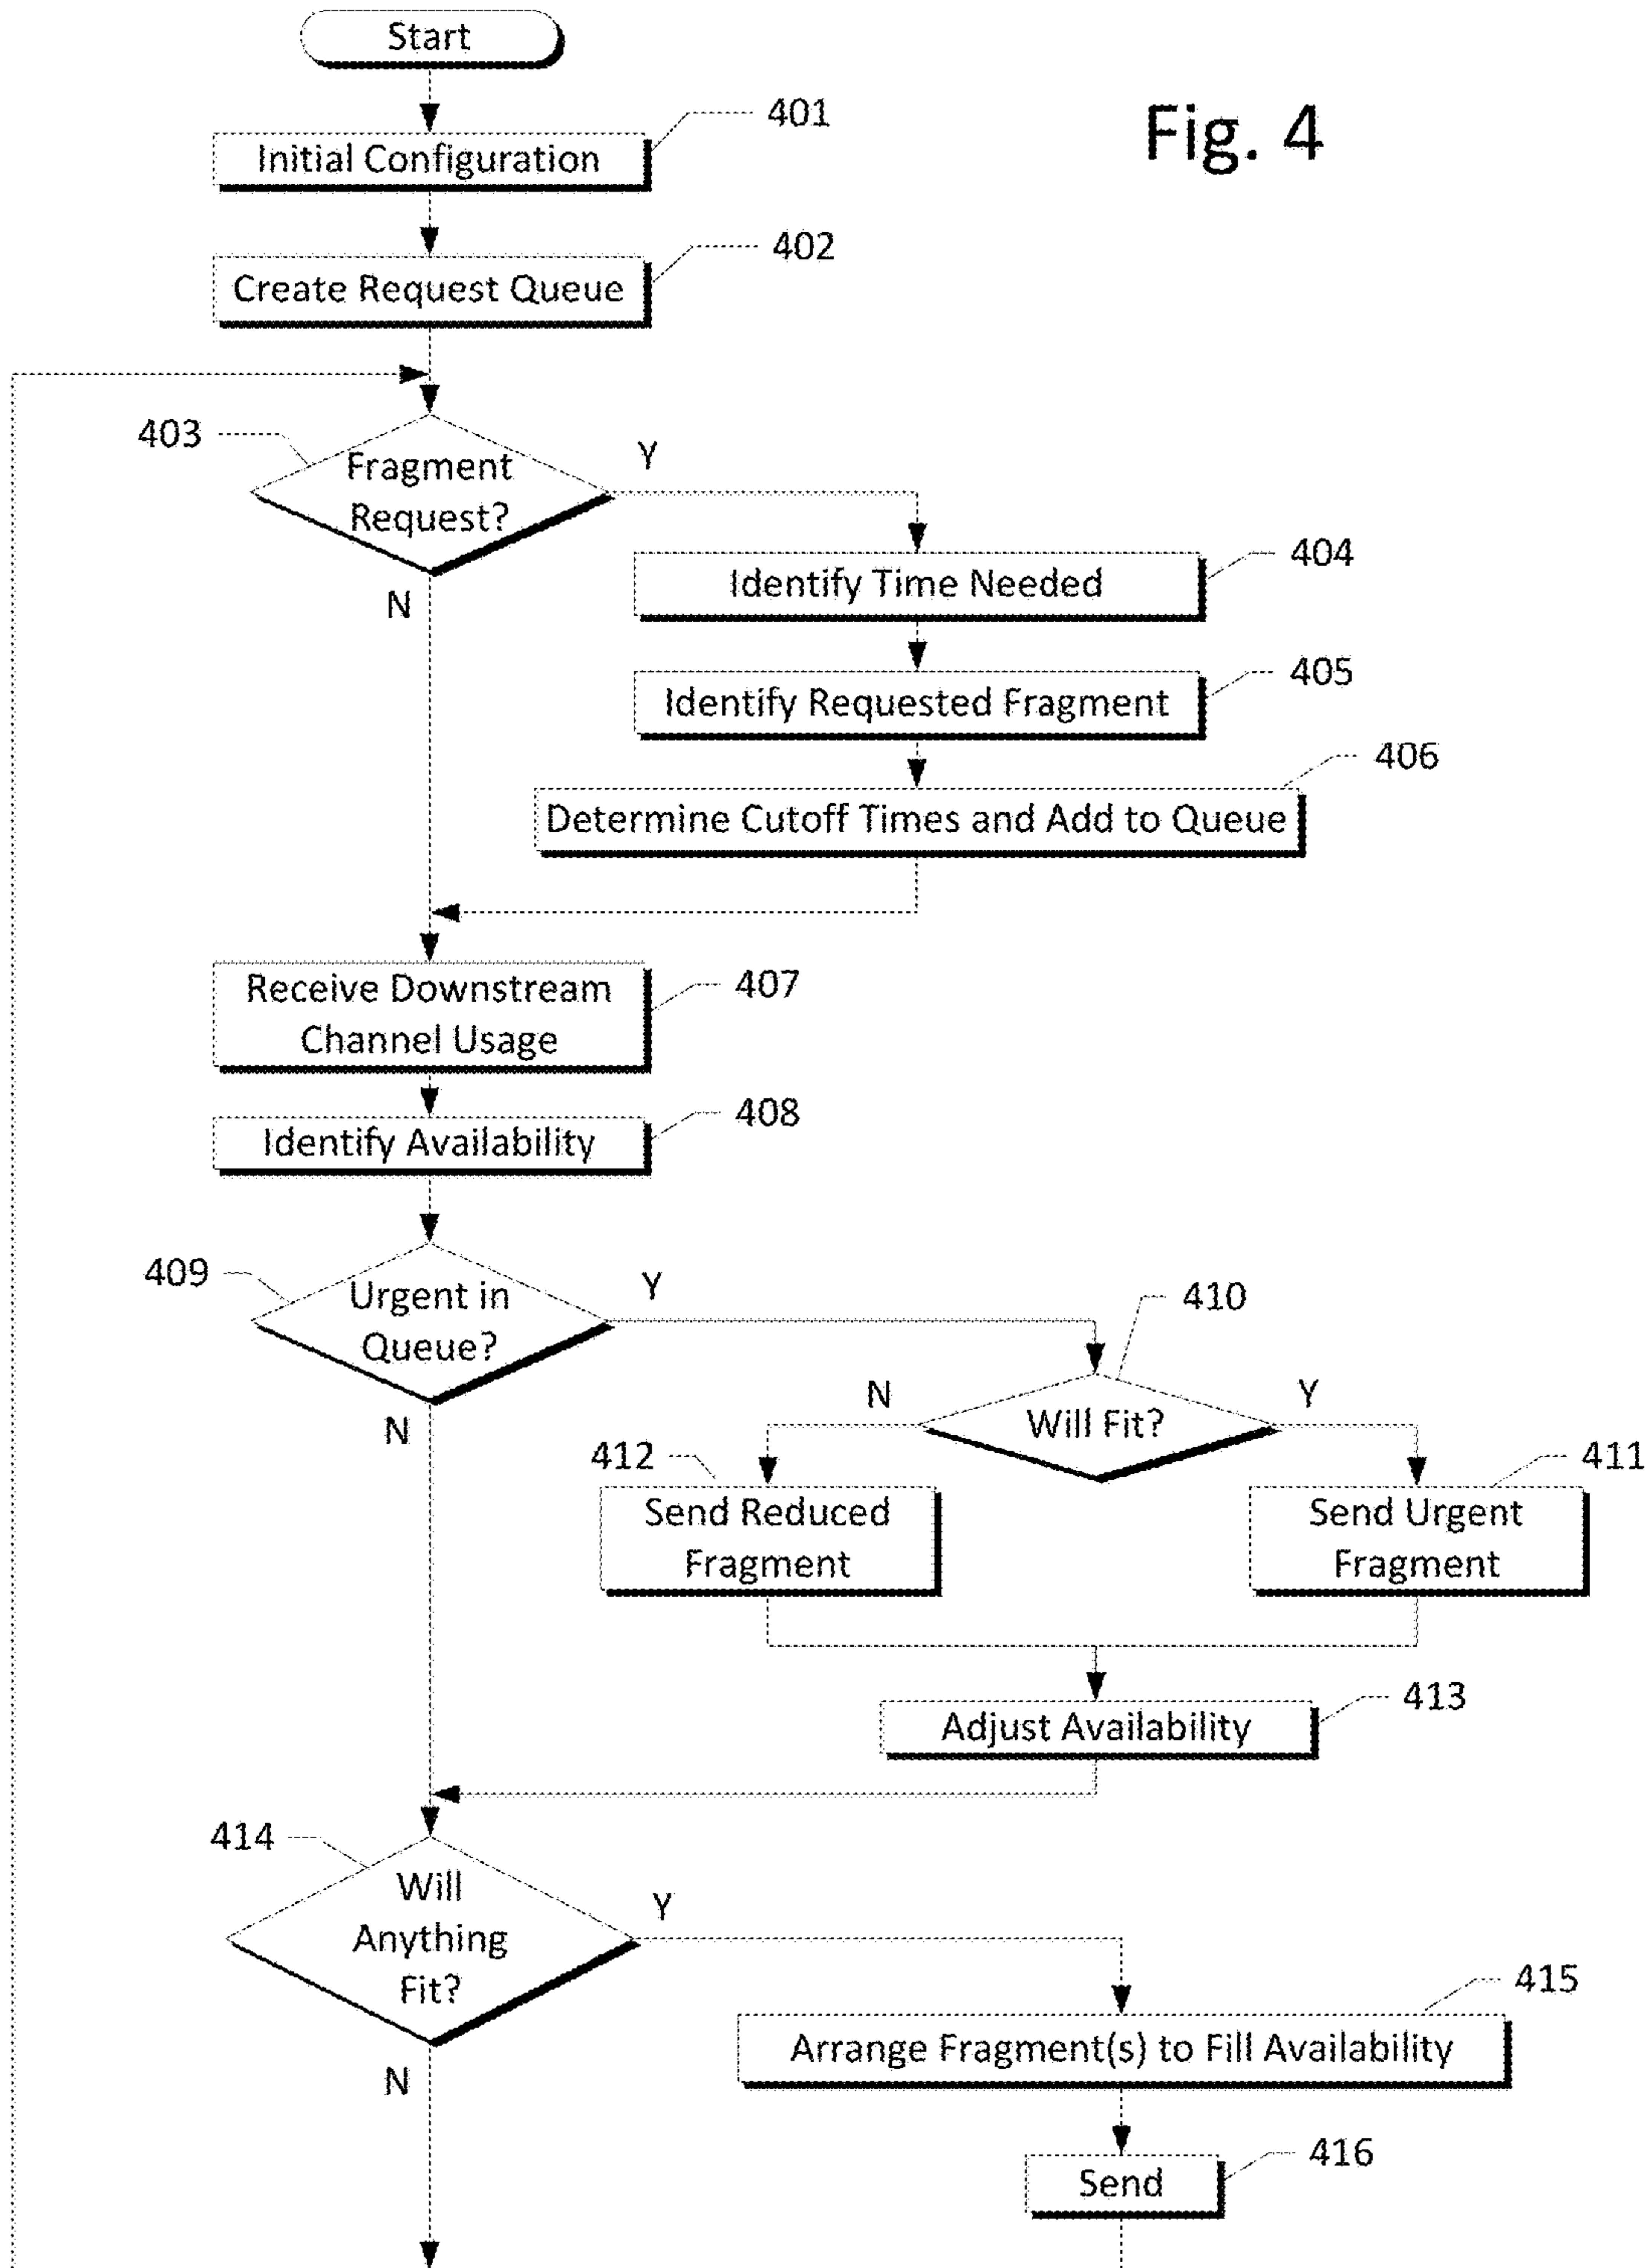 Start
Fig. 4
401
Initial Configuration
402
Create Request Queue
403
Fragment
Request?
Y
N
404
Identify Time Needed
405
Identify Requested Fragment
406
Determine Cutoff Times and Add to Queue
Receive Downstream
Channel Usage
407
Identify Availability
408
409
Urgent in
Queue?
Y
N
410
Will Fit?
N
Y
412
Send Reduced
Fragment
411
Send Urgent
Fragment
413
Adjust Availability
414
Will
Anything
Fit?
Y
N
415
Arrange Fragment(s) to Fill Availability
416
Send